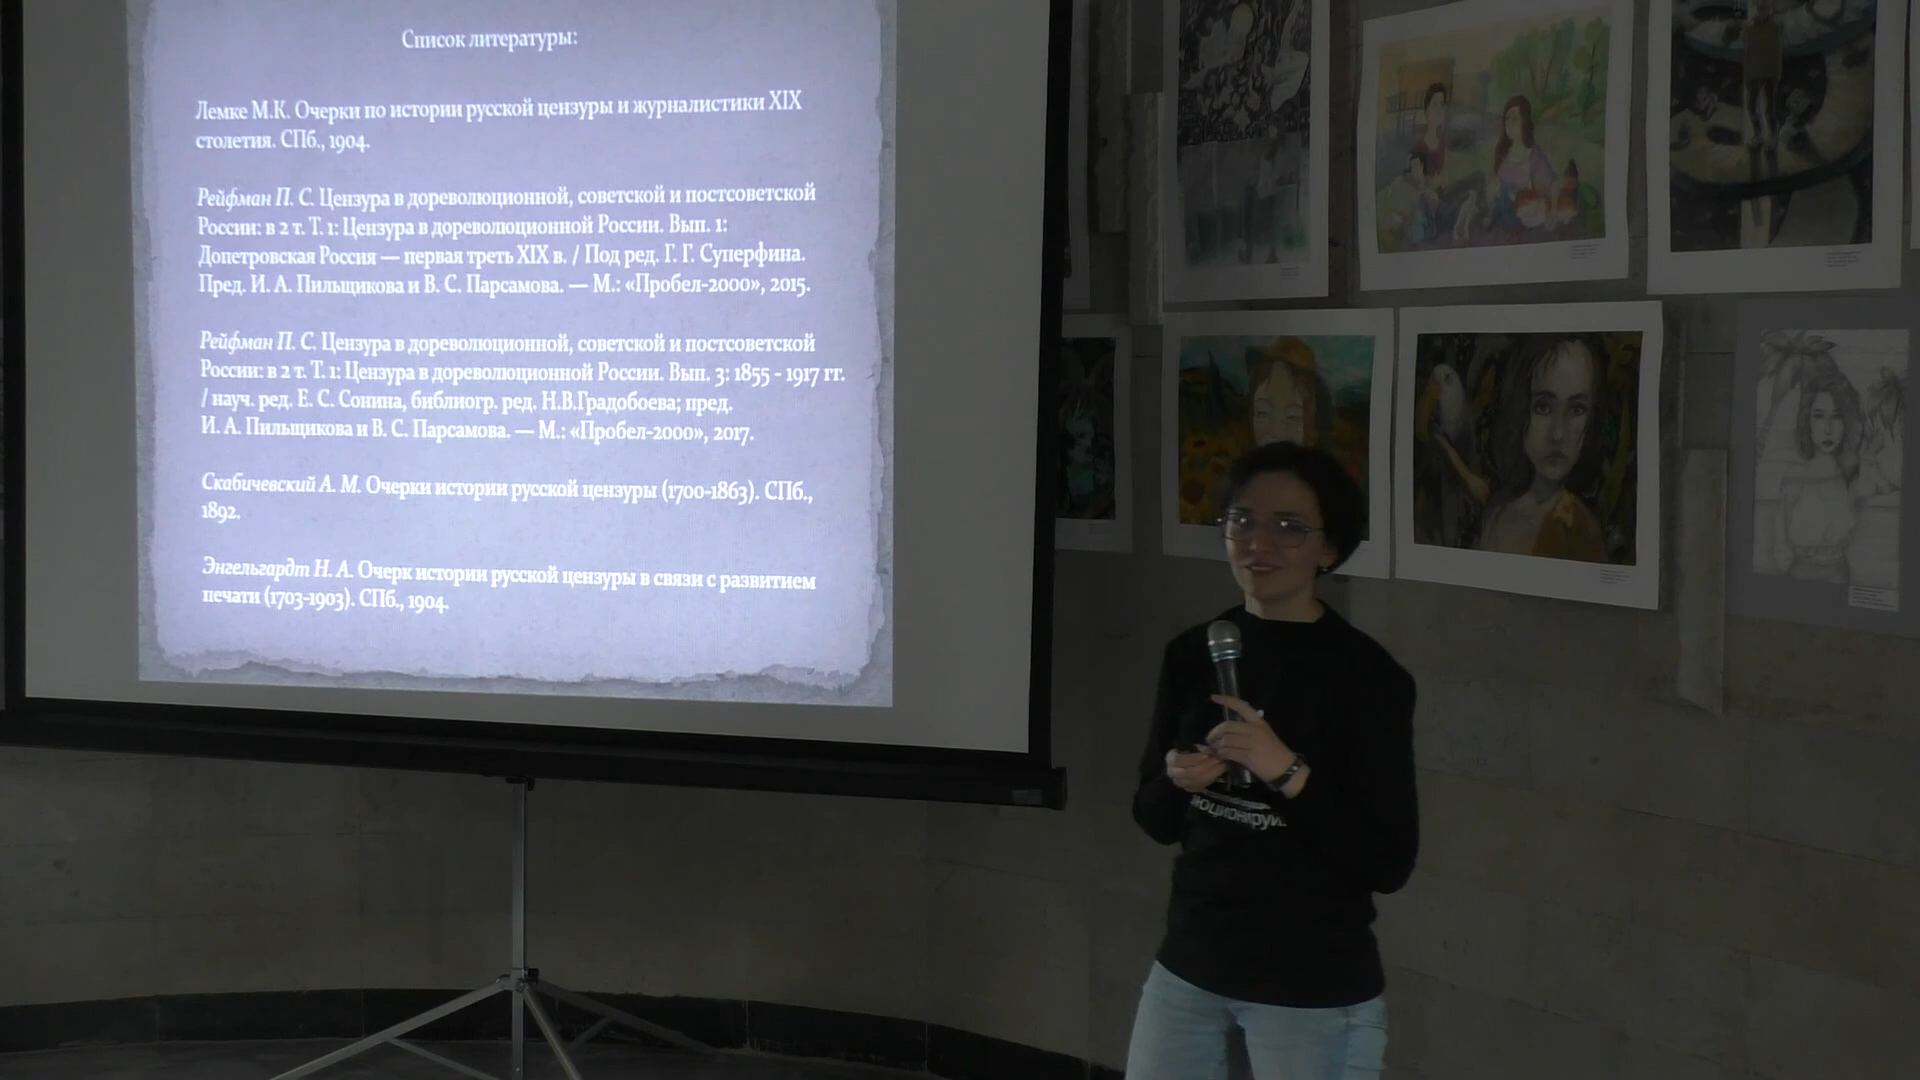 Список литературы:
Лемке М.К. Очерки по истории русской цензуры и журналистики XIX
столетия. СПб., 1904.
Рейфман П. С. Цензура в дореволюционной, советской и постсоветской
России: в 2 т. Т. 1: Цензура в дореволюционной России. Вып. 1:
Допетровская Россия — первая треть XIX в. / Под ред. Г. Г. Суперфина.
Пред. И. А. Пильщикова и В. С. Парсамова. — М.: «Пробел-2000», 2015.
Рейфман П. С. Цензура в дореволюционной, советской и постсоветской
России: в 2 т. Т. 1: Цензура в дореволюционной России. Вып. 3: 1855 - 1917 гг.
/ науч. ред. Е. С. Сонина, библиогр. ред. Н.В.Градобоева; пред.
И. А. Пильщикова и В. С. Парсамова. — М.: «Пробел-2000», 2017.
Скабичевский А. М. Очерки истории русской цензуры (1700-1863). СПб.,
1892.
Энгельгардт Н. А. Очерк истории русской цензуры в связи с развитием
печати (1703-1903). СПб., 1904.